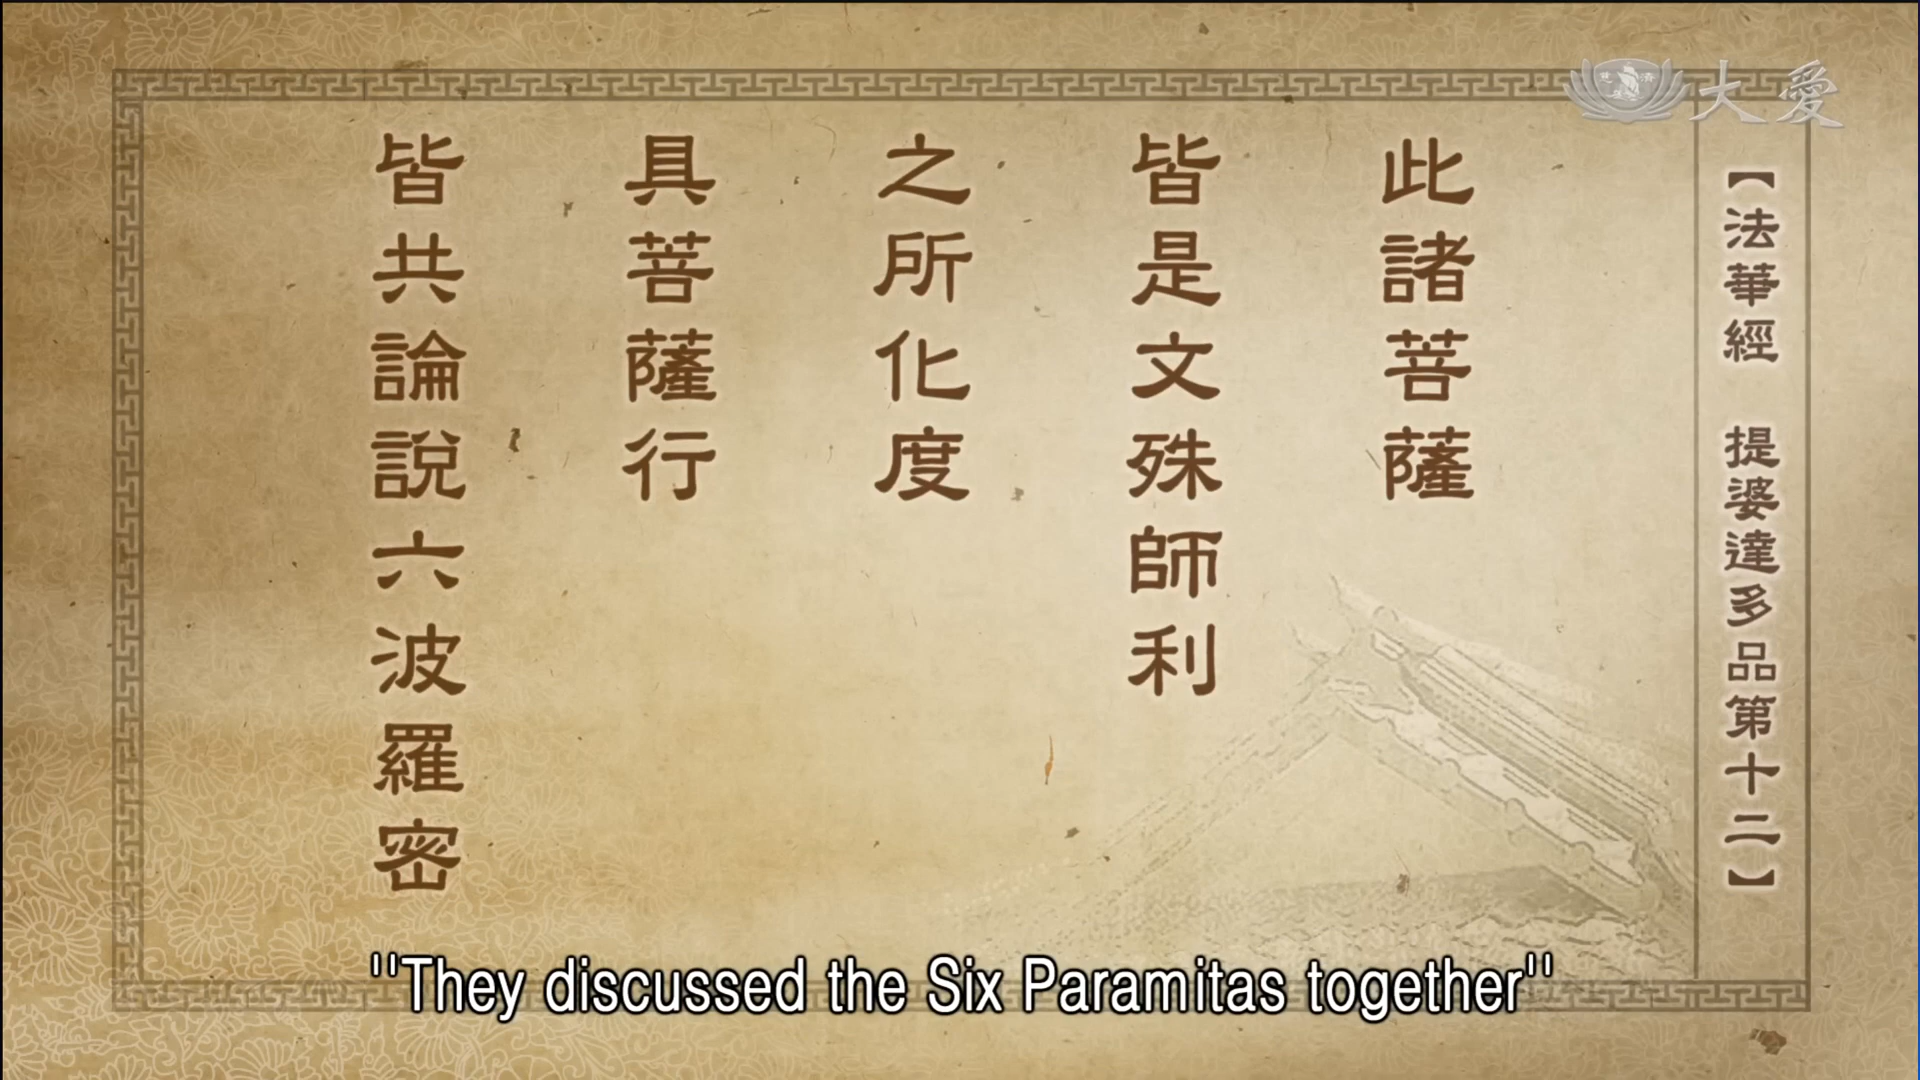 大愛
【法華經 提婆達多品第十二】
此諸菩薩
皆是文殊師利
之所化度
具菩薩行
皆共論說六波羅密
"They discussed the Six Paramitas together"